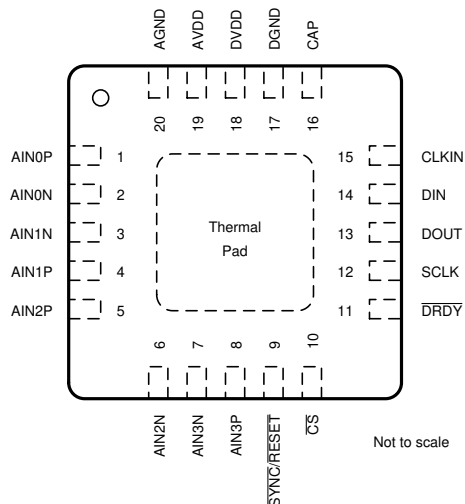 AGND AVDD DVDD DGND CAP
20 19 18 17 16
AIN0P 1
AIN0N 2
AIN1N 3
AIN1P 4
AIN2P 5
Thermal
Pad
15 CLKIN
14 DIN
13 DOUT
12 SCLK
11 DRDY
6 7 8 9 10
AIN2N AIN3N AIN3P SYNC/RESET CS
Not to scale